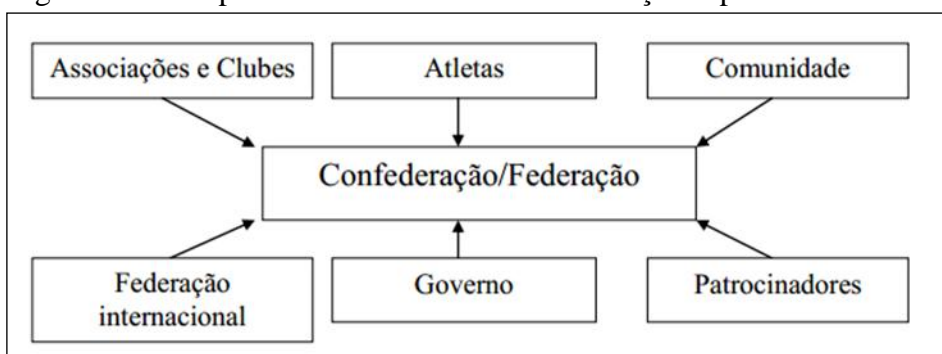 Associações e Clubes
Atletas
Comunidade
Confederação/Federação
Federação
internacional
Governo
Patrocinadores